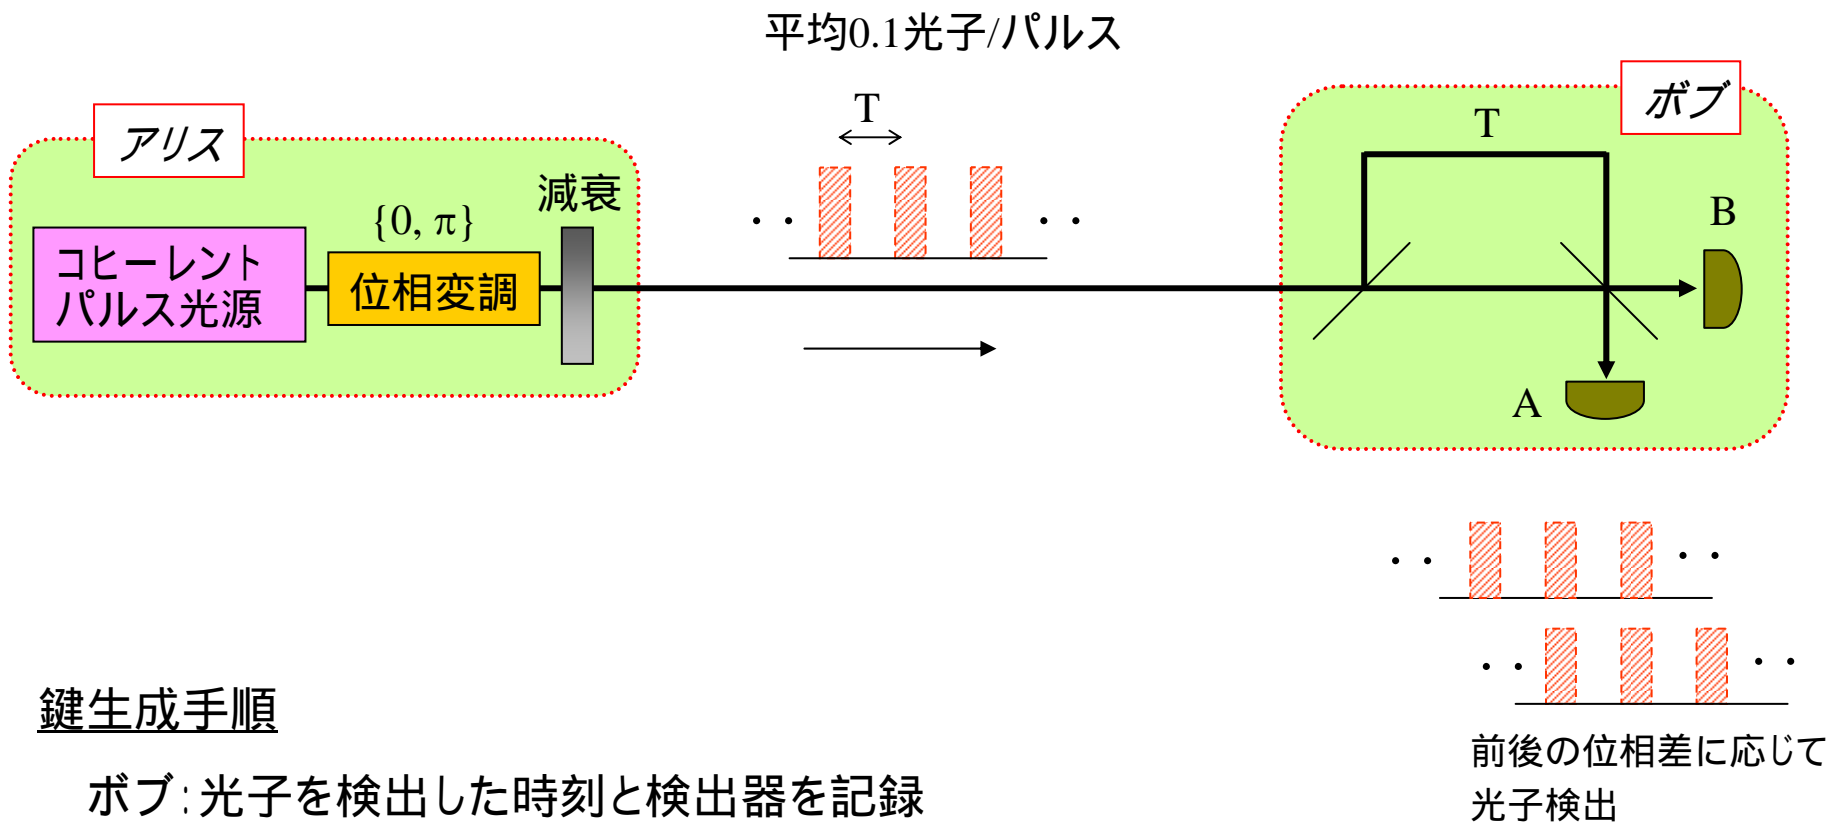 平均0.1光子/パルス
アリス
T
ボブ
T
減衰
{0, π}
B
コヒーレント
パルス光源
位相変調
A
鍵生成手順
ボブ：光子を検出した時刻と検出器を記録
前後の位相差に応じて
光子検出